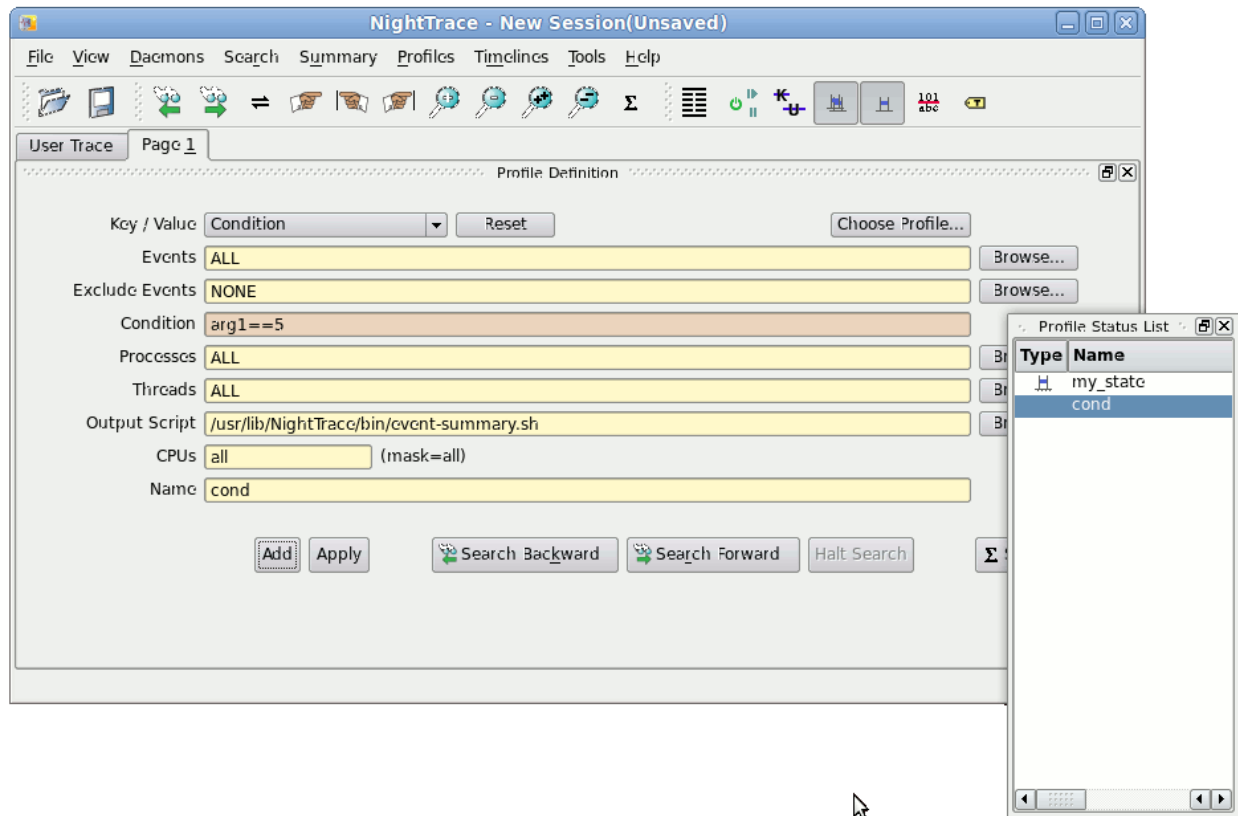 NightTrace - New Session(Unsaved)
File View Daemons Search Summary Profiles Timelines Tools Help
Σ 101 abc T
User Trace Page 1
Profile Definition
Key / Value Condition Reset Choose Profile...
Events ALL Browse...
Exclude Events NONE Browse...
Condition arg1==5
Processes ALL Br
Threads ALL Br
Output Script /usr/lib/NightTrace/bin/event-summary.sh Br
CPUs all (mask=all)
Name cond
Add Apply Search Backward Search Forward Halt Search Σ
Profile Status List
Type Name
my_state
cond